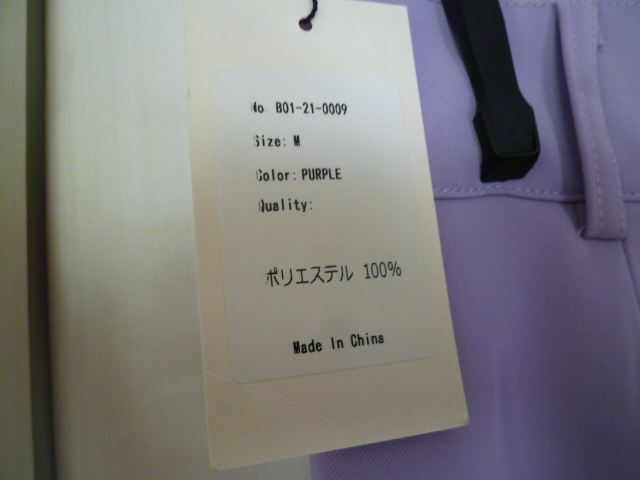 No. B01-21-0009
Size: M
Color: PURPLE
Quality:
ポリエステル 100%
Made In China